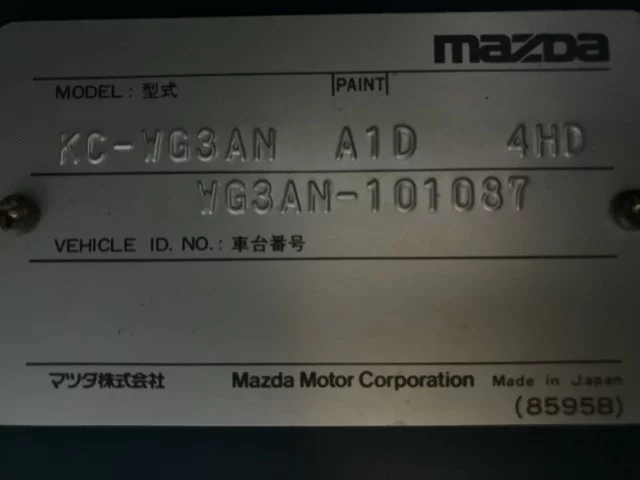 mazda
MODEL : 型式 PAINT
KC-WG3AN A1D 4HD
WG3AN-101087
VEHICLE ID. NO. : 車台番号
マツダ株式会社 Mazda Motor Corporation Made in Japan
(8595B)